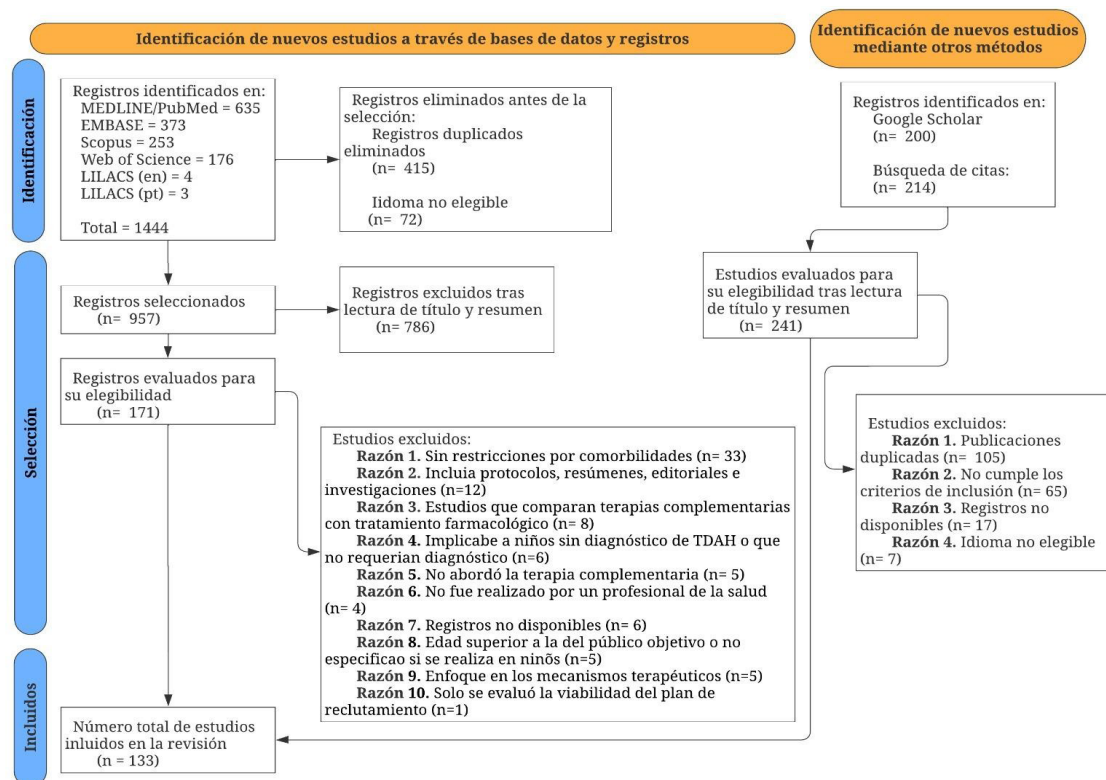 Identificación de nuevos estudios a través de bases de datos y registros
Identificación de nuevos estudios
mediante otros métodos
Identificación
Registros identificados en:
MEDLINE/PubMed = 635
EMBASE = 373
Scopus = 253
Web of Science = 176
LILACS (en) = 4
LILACS (pt) = 3
Total = 1444
Registros eliminados antes de la
selección:
Registros duplicados
eliminados
(n= 415)
Iidoma no elegible
(n= 72)
Registros identificados en:
Google Scholar
(n= 200)
Búsqueda de citas:
(n= 214)
Selección
Registros seleccionados
(n= 957)
Registros excluidos tras
lectura de título y resumen
(n= 786)
Estudios evaluados para
su elegibilidad tras lectura
de título y resumen
(n= 241)
Registros evaluados para
su elegibilidad
(n= 171)
Estudios excluidos:
Razón 1. Sin restricciones por comorbilidades (n= 33)
Razón 2. Incluia protocolos, resúmenes, editoriales e
investigaciones (n=12)
Razón 3. Estudios que comparan terapias complementarias
con tratamiento farmacológico (n= 8)
Razón 4. Implicabe a niños sin diagnóstico de TDAH o que
no requerian diagnóstico (n=6)
Razón 5. No abordó la terapia complementaria (n= 5)
Razón 6. No fue realizado por un profesional de la salud
(n= 4)
Razón 7. Registros no disponibles (n= 6)
Razón 8. Edad superior a la del público objetivo o no
especificao si se realiza en ninõs (n=5)
Razón 9. Enfoque en los mecanismos terapéuticos (n=5)
Razón 10. Solo se evaluó la viabilidad del plan de
reclutamiento (n=1)
Estudios excluidos:
Razón 1. Publicaciones
duplicadas (n= 105)
Razón 2. No cumple los
criterios de inclusión (n= 65)
Razón 3. Registros no
disponibles (n= 17)
Razón 4. Idioma no elegible
(n= 7)
Incluidos
Número total de estudios
inluidos en la revisión
(n = 133)